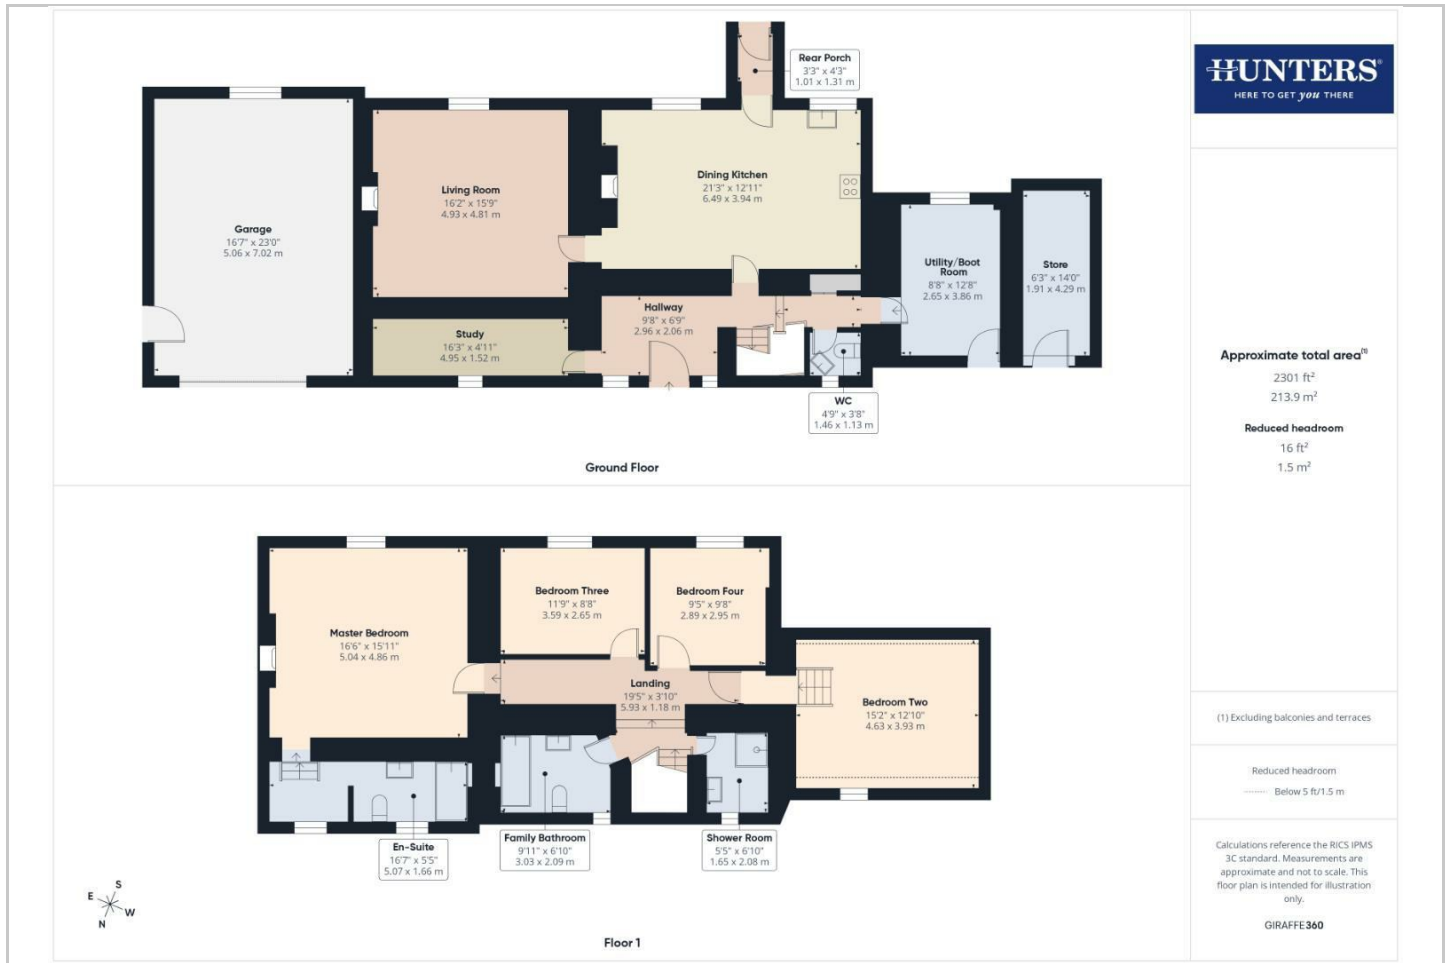 Rear Porch
3'3" x 4'3"
1.01 x 1.31 m
Garage
16'7" x 23'0"
5.06 x 7.02 m
Living Room
16'2" x 15'9"
4.93 x 4.81 m
Dining Kitchen
21'3" x 12'11"
6.49 x 3.94 m
Utility/Boot
Room
8'8" x 12'8"
2.65 x 3.86 m
Store
6'3" x 14'0"
1.91 x 4.29 m
Hallway
9'8" x 6'9"
2.96 x 2.06 m
Study
16'3" x 4'11"
4.95 x 1.52 m
WC
4'9" x 3'8"
1.46 x 1.13 m
Ground Floor
Master Bedroom
16'6" x 15'11"
5.04 x 4.86 m
Bedroom Three
11'9" x 8'8"
3.59 x 2.65 m
Bedroom Four
9'5" x 9'8"
2.89 x 2.95 m
Landing
19'5" x 3'10"
5.93 x 1.18 m
Bedroom Two
15'2" x 12'10"
4.63 x 3.93 m
En-Suite
16'7" x 5'5"
5.07 x 1.66 m
Family Bathroom
9'11" x 6'10"
3.03 x 2.09 m
Shower Room
5'5" x 6'10"
1.65 x 2.08 m
S
E
W
N
Floor 1
HUNTERS®
HERE TO GET you THERE
Approximate total area(1)
2301 ft²
213.9 m²
Reduced headroom
16 ft²
1.5 m²
(1) Excluding balconies and terraces
Reduced headroom
Below 5 ft/1.5 m
Calculations reference the RICS IPMS
3C standard. Measurements are
approximate and not to scale. This
floor plan is intended for illustration
only.
GIRAFFE360